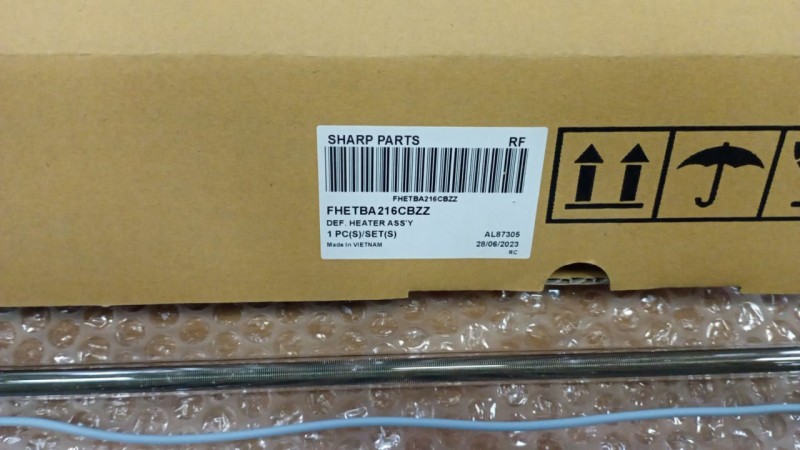 SHARP PARTS RF
FHETBA216CBZZ
FHETBA216CBZZ
DEF. HEATER ASS'Y
1 PC(S)/SET(S) AL87305
Made in VIETNAM 28/06/2023
RC